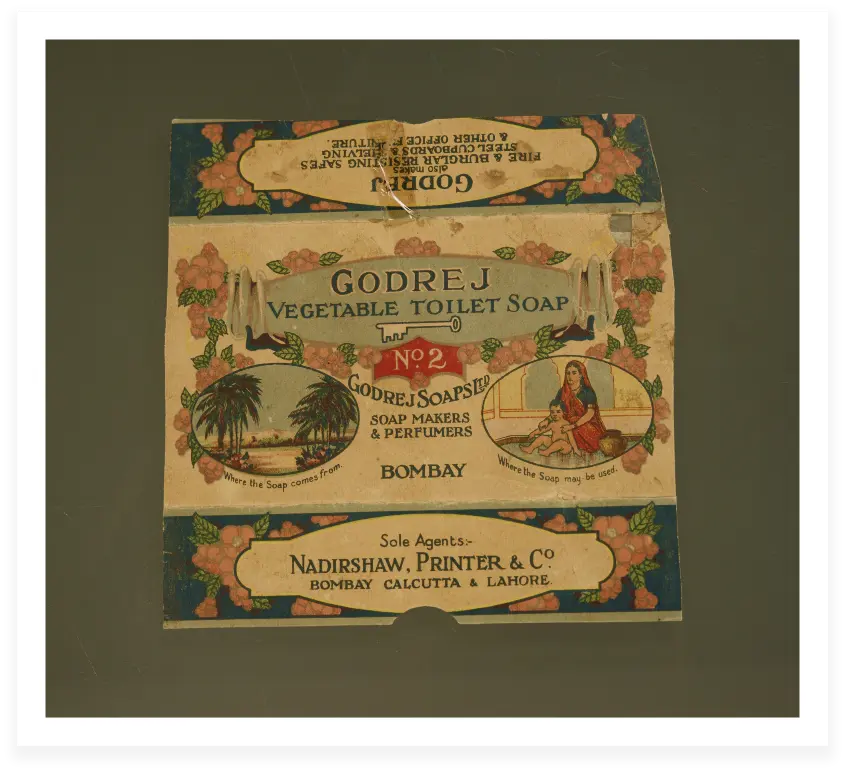 GODREJ
also makes
FIRE & BURGLAR RESISTING SAFES
STEEL CUPBOARDS & SHELVING
& OTHER OFFICE FURNITURE.
GODREJ
VEGETABLE TOILET SOAP
No. 2
GODREJ SOAPS LTD
SOAP MAKERS
& PERFUMERS
BOMBAY
Where the Soap comes from.
Where the Soap may be used.
Sole Agents:-
NADIRSHAW, PRINTER & Co.
BOMBAY CALCUTTA & LAHORE.